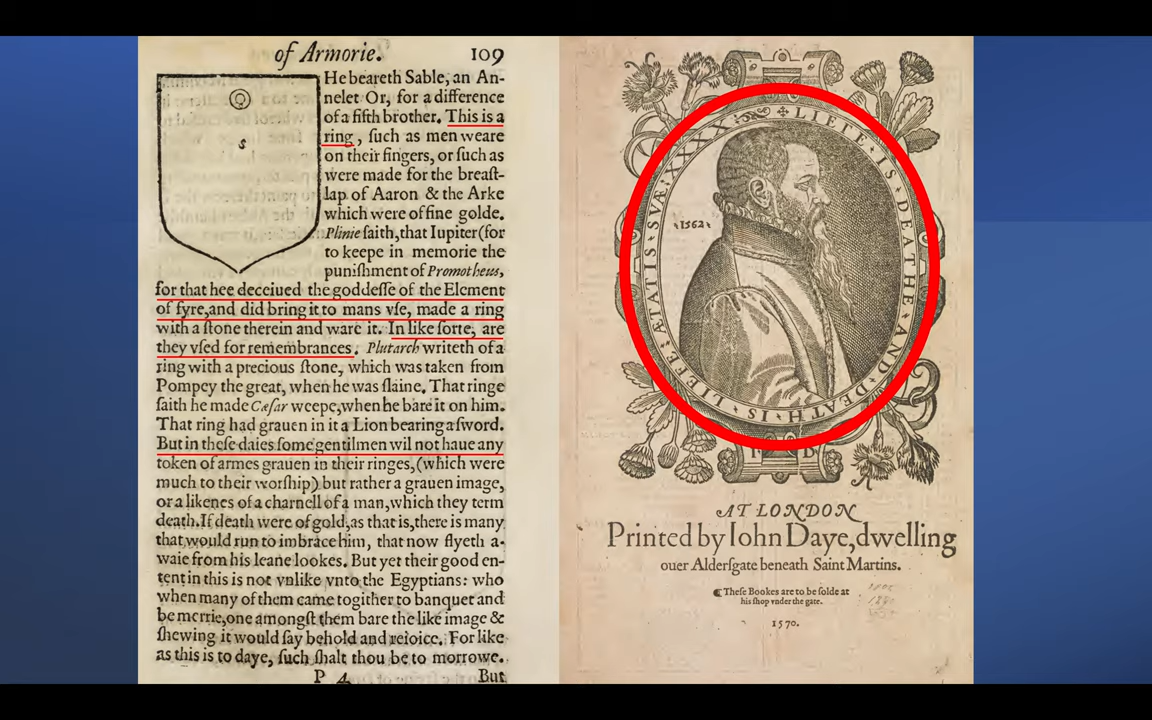 of Armorie. 109
He beareth Sable, an An-
nelet Or, for a difference
of a fifth brother. This is a
ring, ſuch as men weare
on their fingers, or ſuch as
were made for the breaſt-
lap of Aaron & the Arke
which were of fine golde.
Plinie ſaith, that Iupiter (for
to keepe in memorie the
puniſhment of Promotheus,
for that hee deceiued the goddeſſe of the Element
of fyre, and did bring it to mans vſe, made a ring
with a ſtone therein and ware it. In like ſorte, are
they vſed for remembrances. Plutarch writeth of a
ring with a precious ſtone, which was taken from
Pompey the great, when he was ſlaine. That ringe
ſaith he made Cæſar weepe, when he bare it on him.
That ring had grauen in it a Lion bearing a ſword.
But in theſe daies ſome gentilmen wil not haue any
token of armes grauen in their ringes, (which were
much to their worſhip) but rather a grauen image,
or a likenes of a charnell of a man, which they term
death. If death were of gold, as that is, there is many
that would run to imbrace him, that now flyeth a-
waie from his leane lookes. But yet their good en-
tent in this is not vnlike vnto the Egyptians: who
when many of them came togither to banquet and
be merrie, one amongſt them bare the like image &
ſhewing it would ſay behold and reioice. For like
as this is to daye, ſuch ſhalt thou be to morrowe.
P 4 But
LIEFE IS DEATHE AND DEATH IS LIEFE ÆTATIS SVÆ XXXX
1562
I D
AT LONDON
Printed by Iohn Daye, dwelling
ouer Alderſgate beneath Saint Martins.
Theſe Bookes are to be ſolde at
his ſhop vnder the gate.
1570.